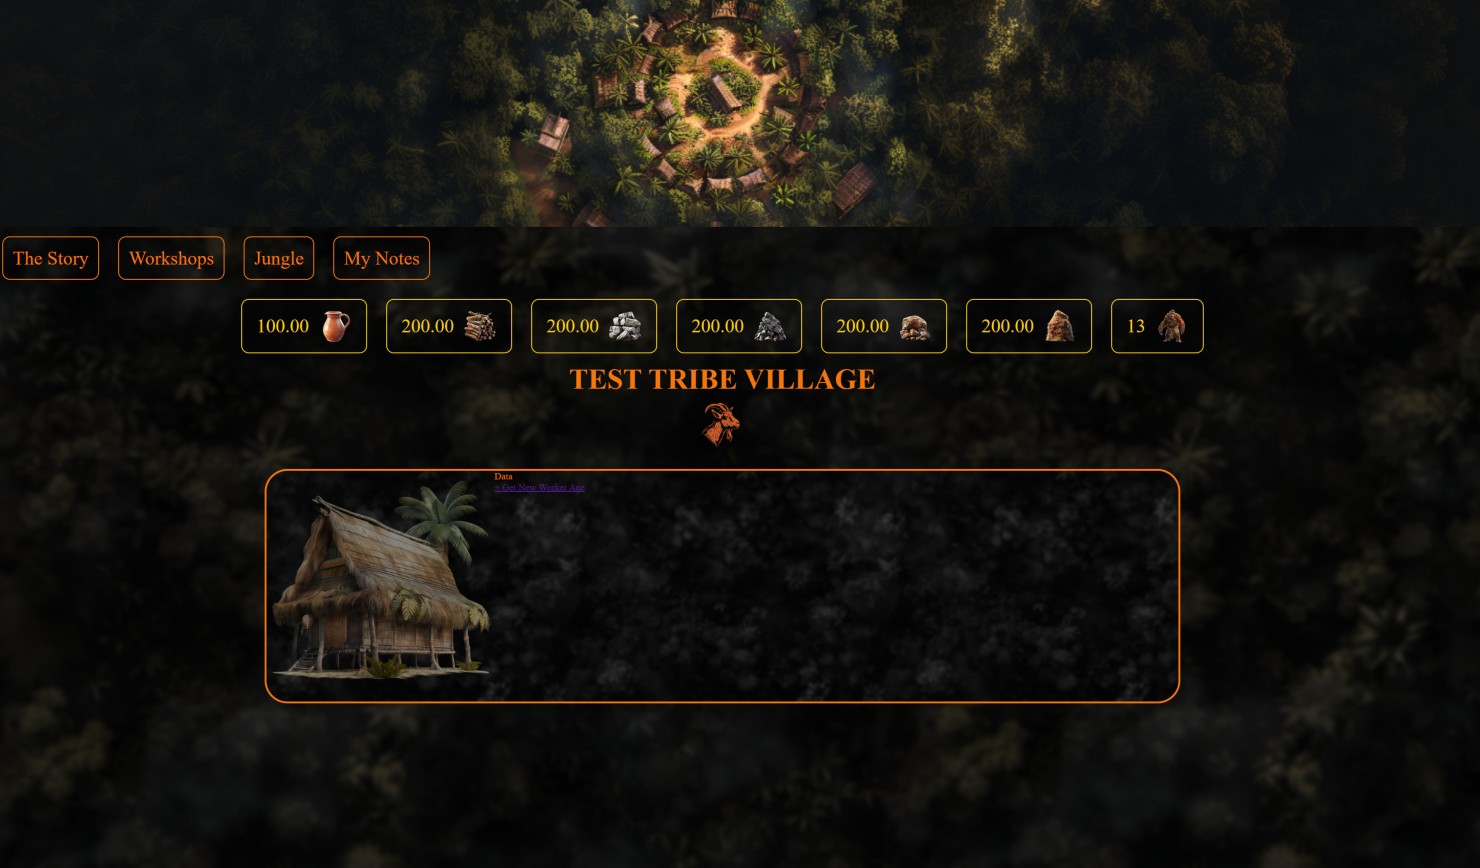 The Story
Workshops
Jungle
My Notes
100.00
200.00
200.00
200.00
200.00
200.00
13
TEST TRIBE VILLAGE
Data
+ Get New Worker Ape